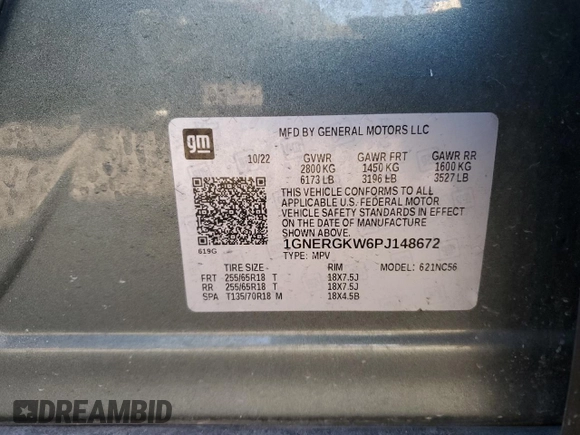 gm
MFD BY GENERAL MOTORS LLC
10/22 GVWR GAWR FRT GAWR RR
2800 KG 1450 KG 1600 KG
6173 LB 3196 LB 3527 LB
THIS VEHICLE CONFORMS TO ALL
APPLICABLE U.S. FEDERAL MOTOR
VEHICLE SAFETY STANDARDS IN EFFECT
ON THE DATE OF MANUFACTURE
SHOWN ABOVE.
619G
1GNERGKW6PJ148672
TYPE: MPV
TIRE SIZE RIM MODEL: 621NC56
FRT 255/65R18 T 18X7.5J
RR 255/65R18 T 18X7.5J
SPA T135/70R18 M 18X4.5B
DREAMBID